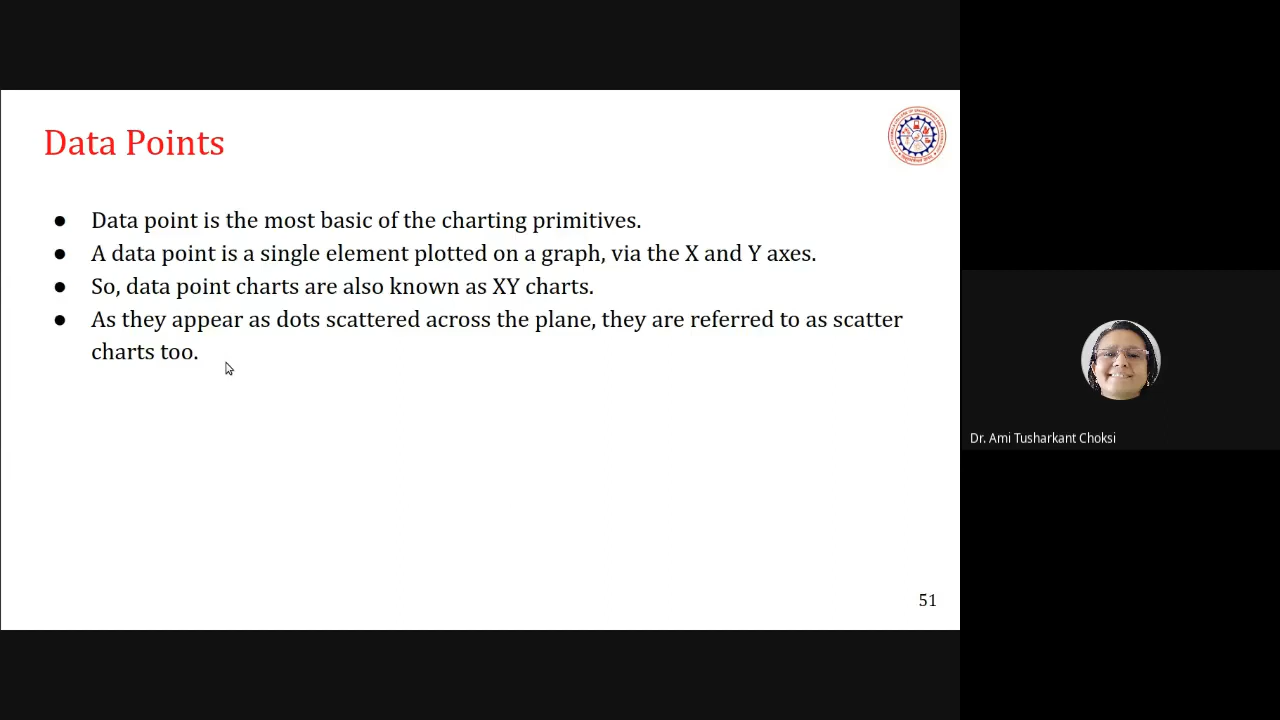 Data Points
● Data point is the most basic of the charting primitives.
● A data point is a single element plotted on a graph, via the X and Y axes.
● So, data point charts are also known as XY charts.
● As they appear as dots scattered across the plane, they are referred to as scatter
charts too.
Dr. Ami Tusharkant Choksi
51